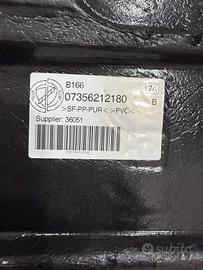 B166
7A
07356212180
B
>SF-PP-PUR< >PVC<
Supplier: 36051
subito